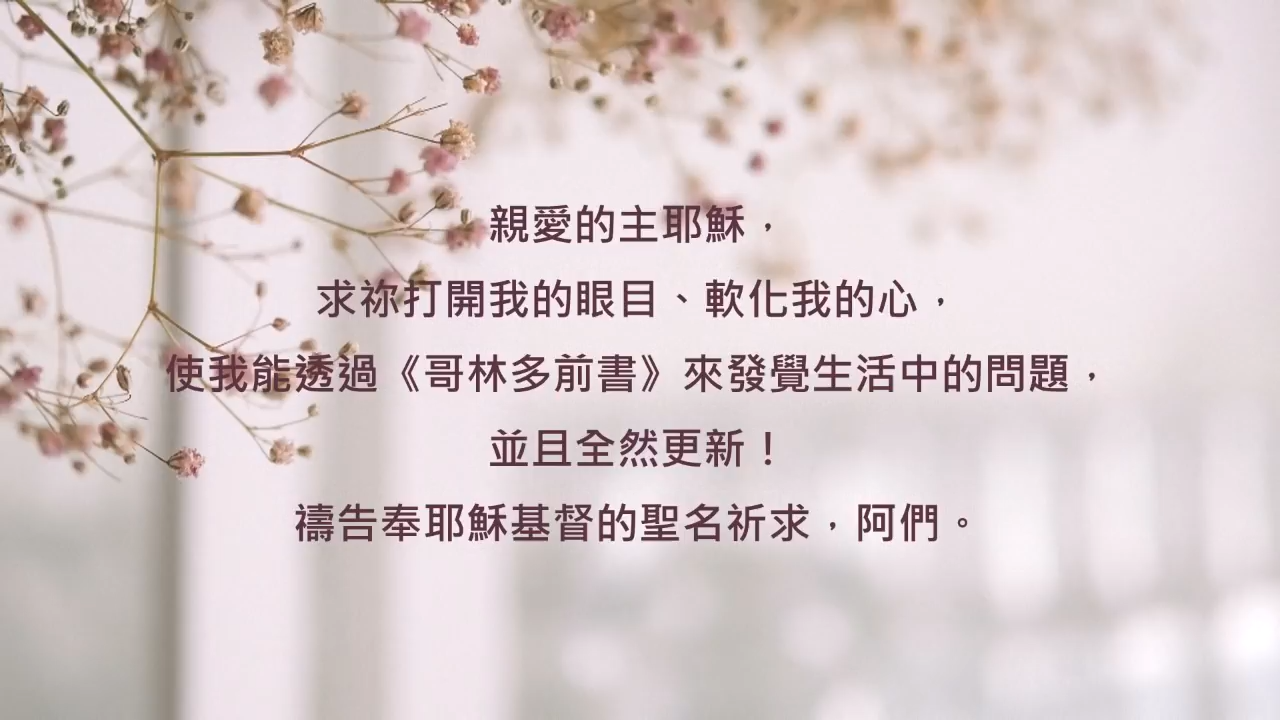 親愛的主耶穌，
求祢打開我的眼目、軟化我的心，
使我能透過《哥林多前書》來發覺生活中的問題，
並且全然更新！
禱告奉耶穌基督的聖名祈求，阿們。